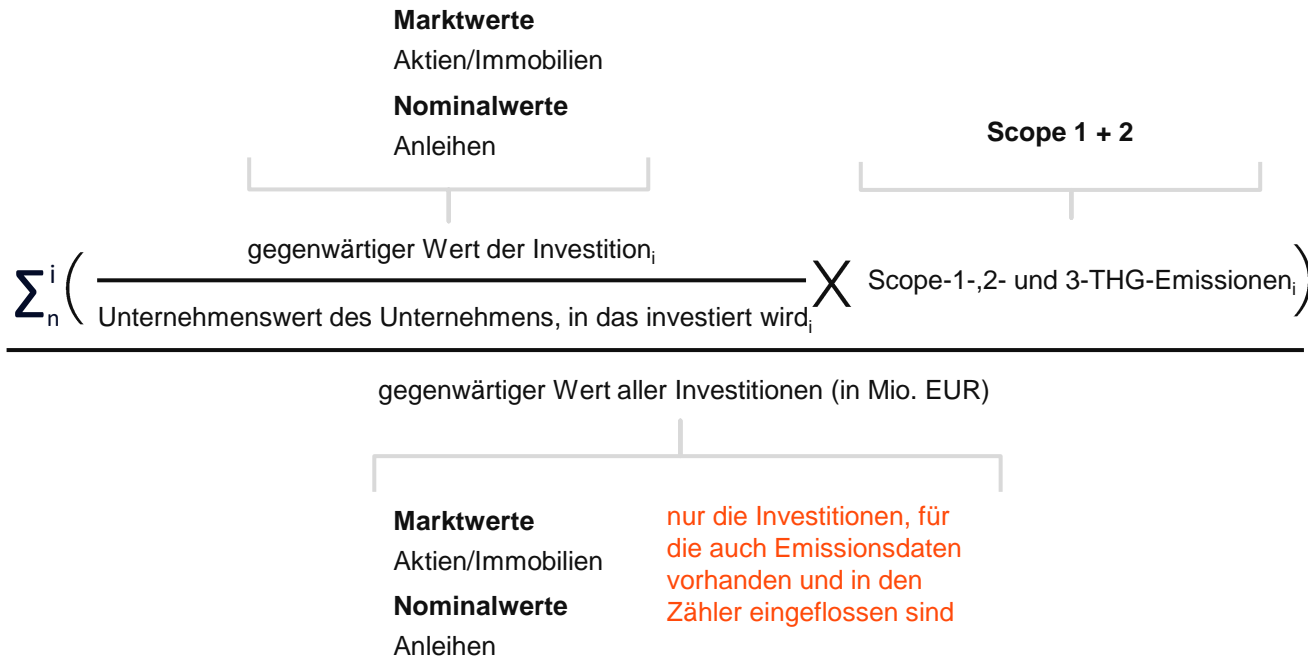 Marktwerte
Aktien/Immobilien
Nominalwerte
Anleihen
Scope 1 + 2
gegenwärtiger Wert der Investitionᵢ
Σ i n ( X Scope-1-,2- und 3-THG-Emissionenᵢ )
Unternehmenswert des Unternehmens, in das investiert wirdᵢ
gegenwärtiger Wert aller Investitionen (in Mio. EUR)
Marktwerte
Aktien/Immobilien
Nominalwerte
Anleihen
nur die Investitionen, für
die auch Emissionsdaten
vorhanden und in den
Zähler eingeflossen sind